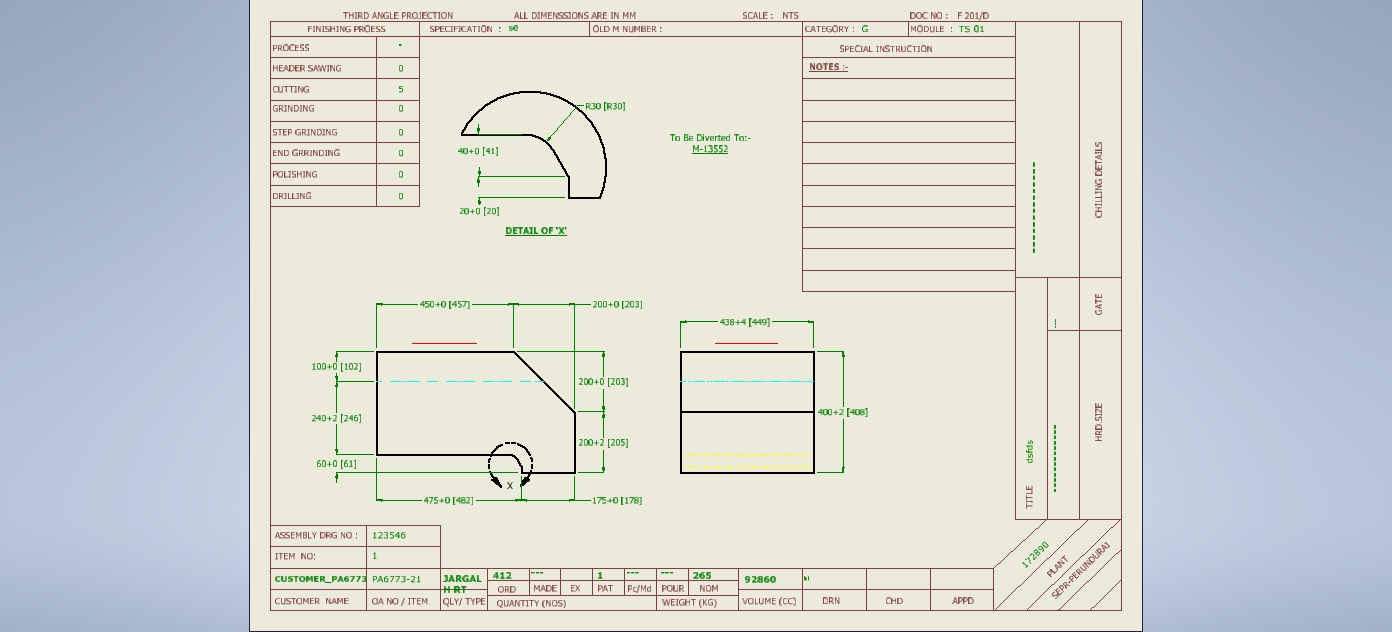 THIRD ANGLE PROJECTION ALL DIMENSSIONS ARE IN MM SCALE : NTS DOC NO : F 201/D
FINISHING PROESS SPECIFICATION : se OLD M NUMBER : CATEGORY : G MODULE : TS 01
PROCESS -
HEADER SAWING 0
CUTTING 5
GRINDING 0
STEP GRINDING 0
END GRRINDING 0
POLISHING 0
DRILLING 0
SPECIAL INSTRUCTION
NOTES :-
R30 [R30]
40+0 [41]
20+0 [20]
DETAIL OF 'X'
To Be Diverted To:-
M-13552
CHILLING DETAILS
GATE
HRD.SIZE
TITLE dsfds
450+0 [457] 200+0 [203]
438+4 [449]
100+0 [102]
200+0 [203]
240+2 [246]
400+2 [408]
200+2 [205]
60+0 [61]
X
475+0 [482] 175+0 [178]
172890
PLANT
SEPR-PERUNDURAI
ASSEMBLY DRG NO : 123546
ITEM NO: 1
CUSTOMER_PA6773 PA6773-21 JARGAL H RT 412 --- 1 --- --- 265 92860
ORD MADE EX PAT Pc/Md POUR NOM
CUSTOMER NAME OA NO / ITEM QLY/ TYPE QUANTITY (NOS) WEIGHT (KG) VOLUME (CC) DRN CHD APPD